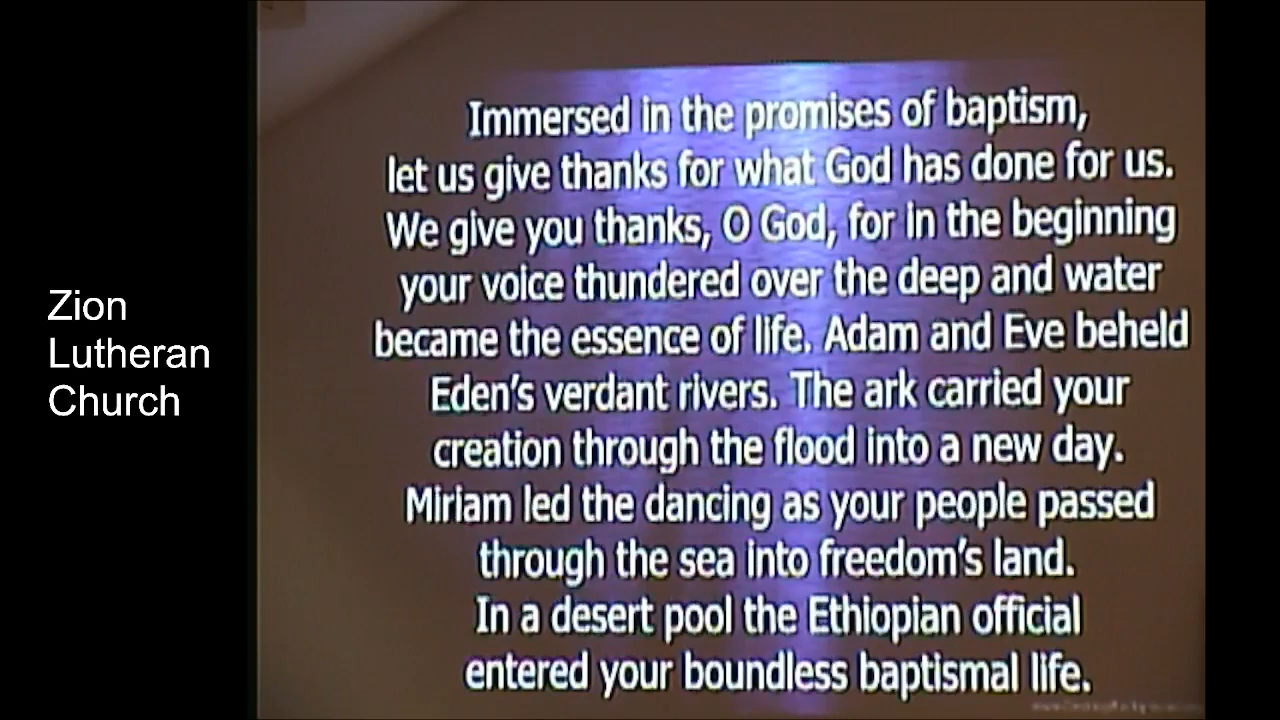 Zion
Lutheran
Church
Immersed in the promises of baptism,
let us give thanks for what God has done for us.
We give you thanks, O God, for in the beginning
your voice thundered over the deep and water
became the essence of life. Adam and Eve beheld
Eden's verdant rivers. The ark carried your
creation through the flood into a new day.
Miriam led the dancing as your people passed
through the sea into freedom's land.
In a desert pool the Ethiopian official
entered your boundless baptismal life.